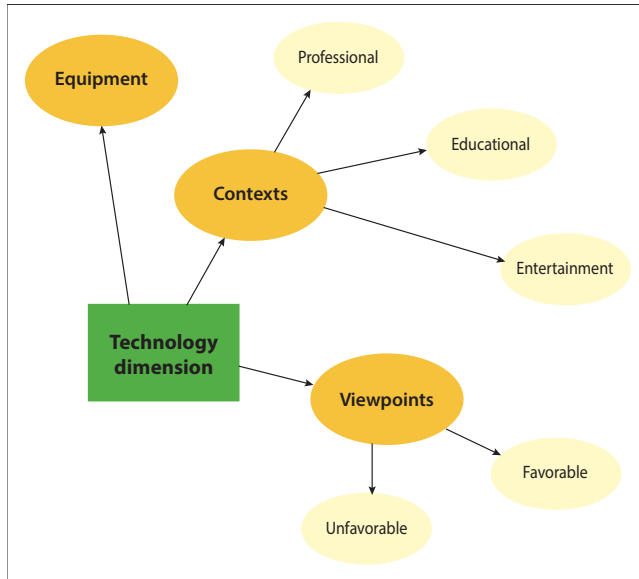 Professional
Equipment
Educational
Contexts
Entertainment
Technology
dimension
Viewpoints
Favorable
Unfavorable